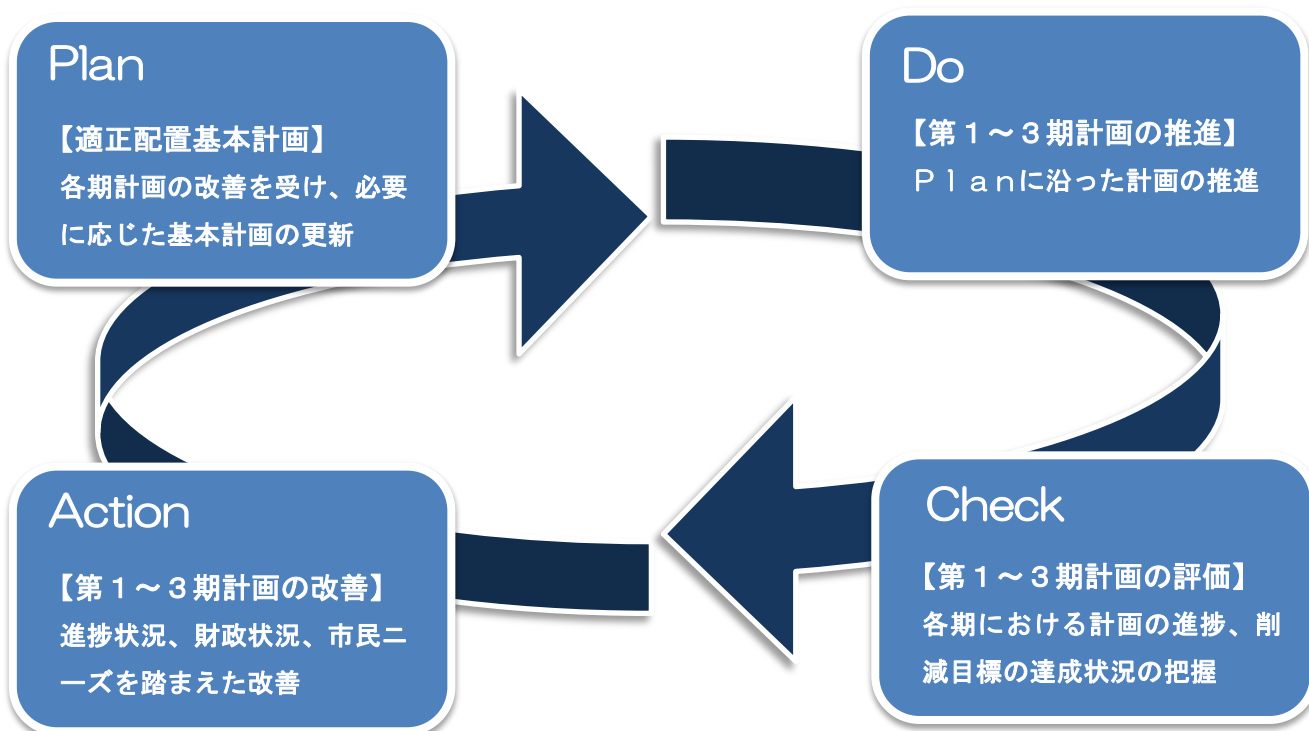 Plan
【適正配置基本計画】
各期計画の改善を受け、必要
に応じた基本計画の更新
Do
【第１～３期計画の推進】
Ｐｌａｎに沿った計画の推進
Check
【第１～３期計画の評価】
各期における計画の進捗、削
減目標の達成状況の把握
Action
【第１～３期計画の改善】
進捗状況、財政状況、市民ニ
ーズを踏まえた改善